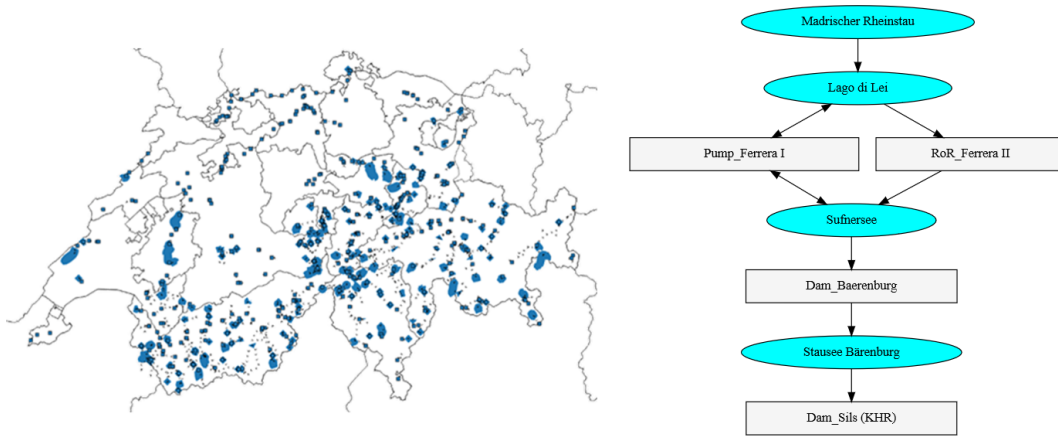 Madrischer Rheinstau
Lago di Lei
Pump_Ferrera I
RoR_Ferrera II
Sufnersee
Dam_Baerenburg
Stausee Bärenburg
Dam_Sils (KHR)